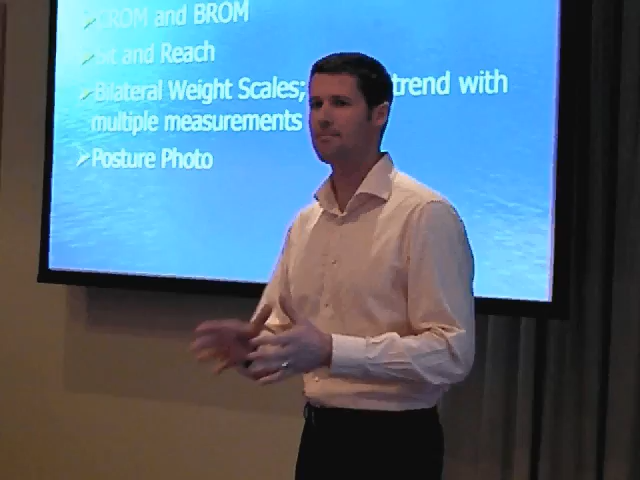 CROM and BROM
Sit and Reach
Bilateral Weight Scales; trend with
multiple measurements
Posture Photo